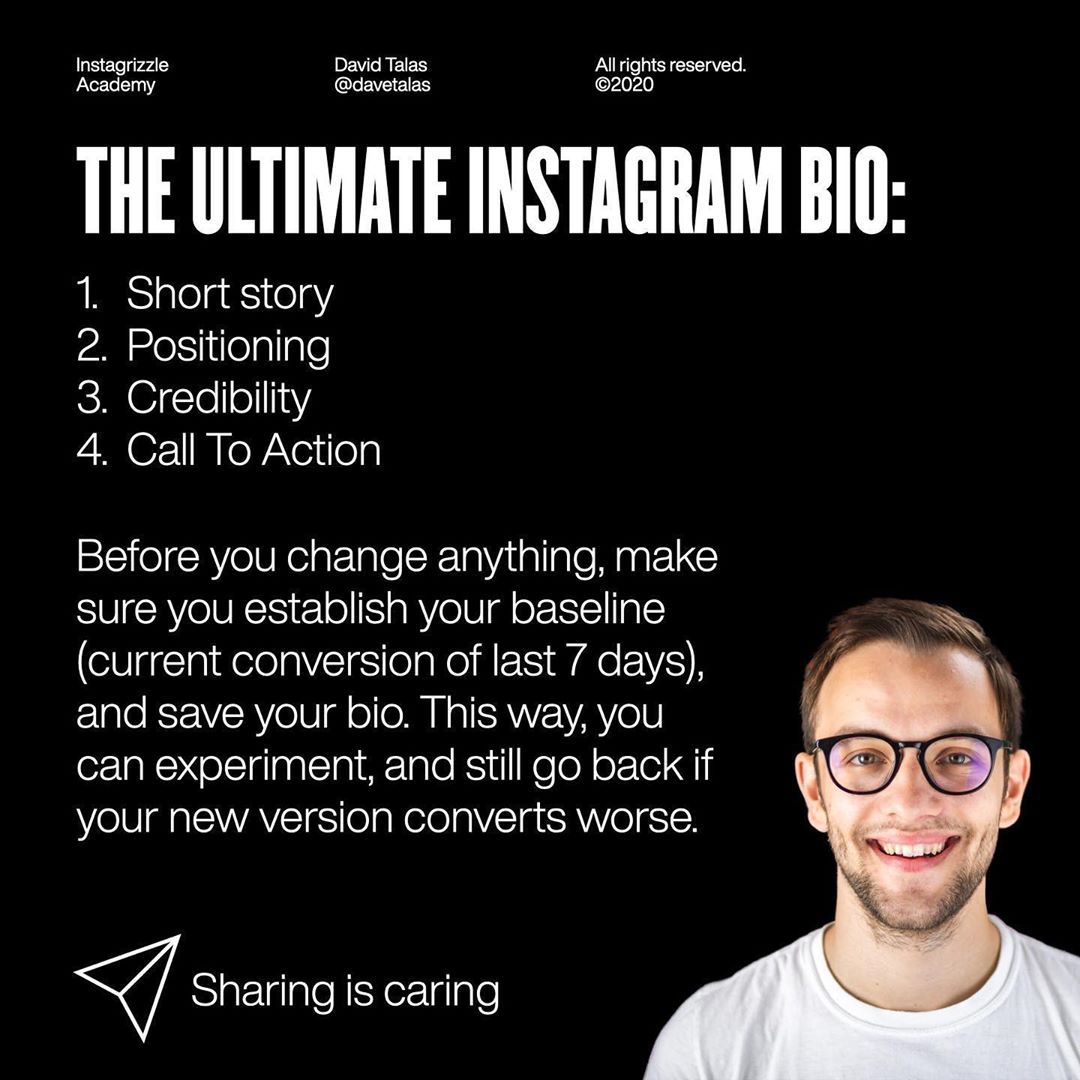 Instagrizzle
Academy
David Talas
@davetalas
All rights reserved.
©2020
THE ULTIMATE INSTAGRAM BIO:
1. Short story
2. Positioning
3. Credibility
4. Call To Action
Before you change anything, make
sure you establish your baseline
(current conversion of last 7 days),
and save your bio. This way, you
can experiment, and still go back if
your new version converts worse.
Sharing is caring